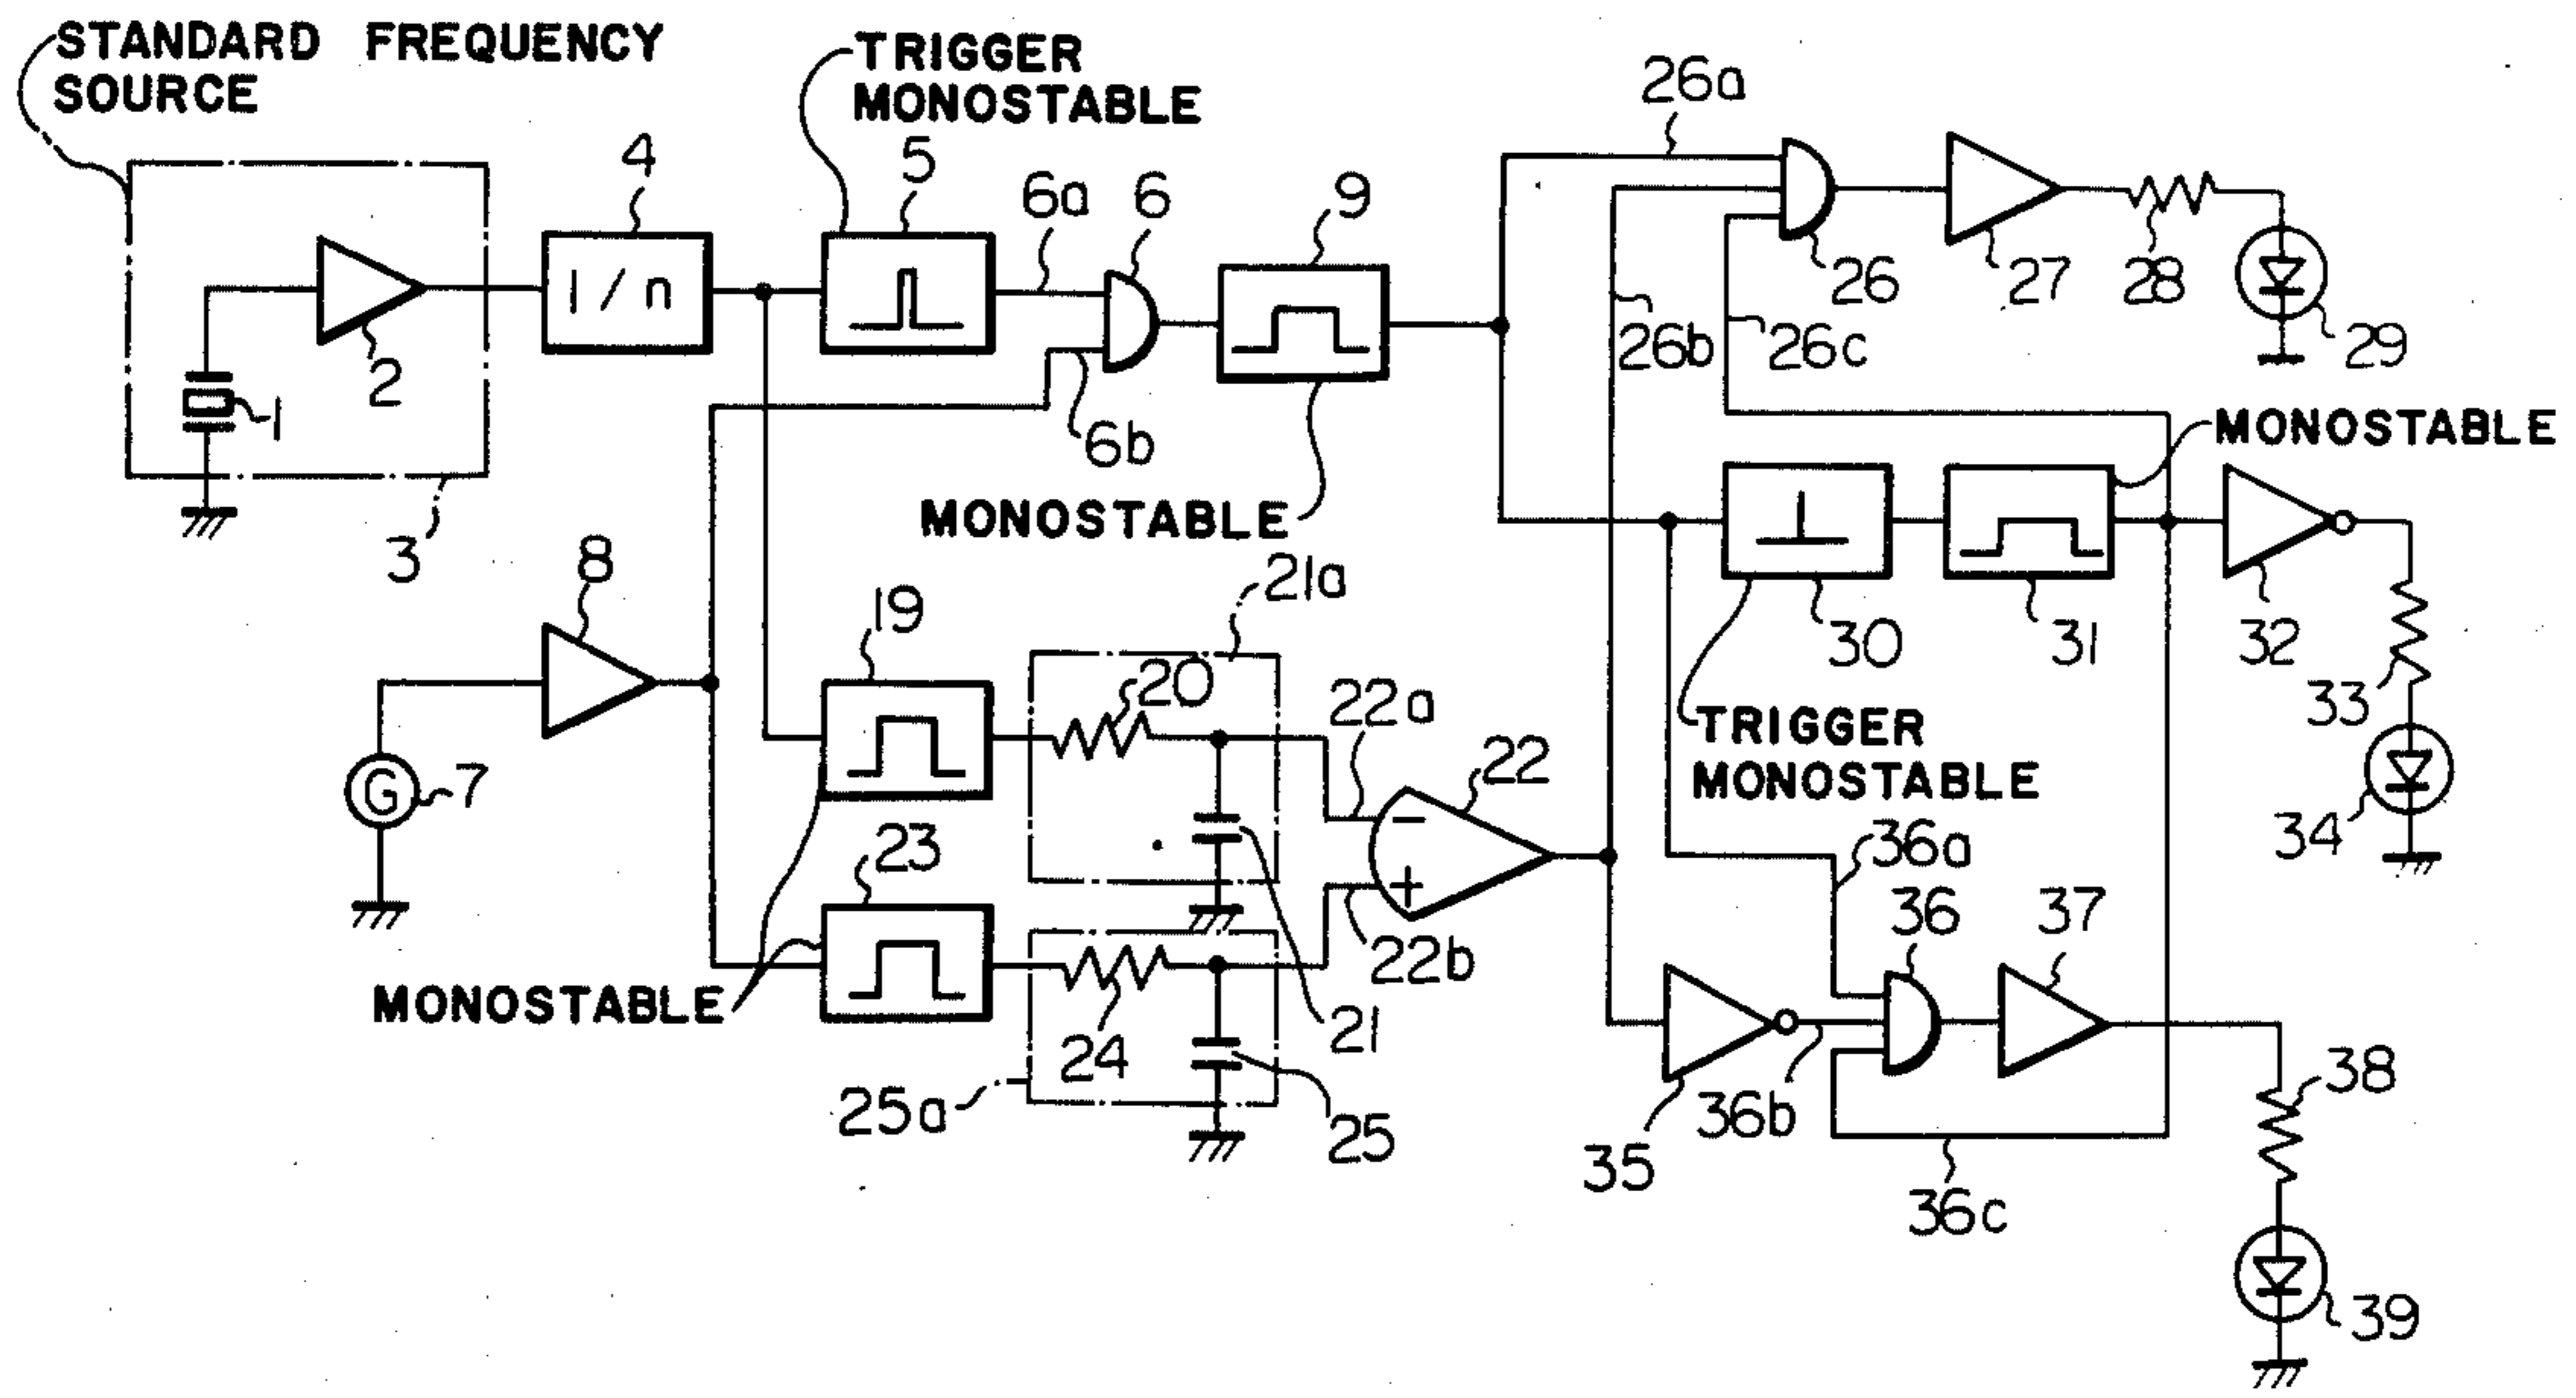 STANDARD FREQUENCY
SOURCE
TRIGGER
MONOSTABLE
26a
4
5
6a
6
9
1/n
2
1
26
27
28
29
26b
26c
6b
MONOSTABLE
MONOSTABLE
3
8
19
21a
20
22a
30
31
32
33
TRIGGER
MONOSTABLE
22
G
7
34
23
36a
36
37
−
+
22b
MONOSTABLE
24
21
25a
25
35
36b
36c
38
39